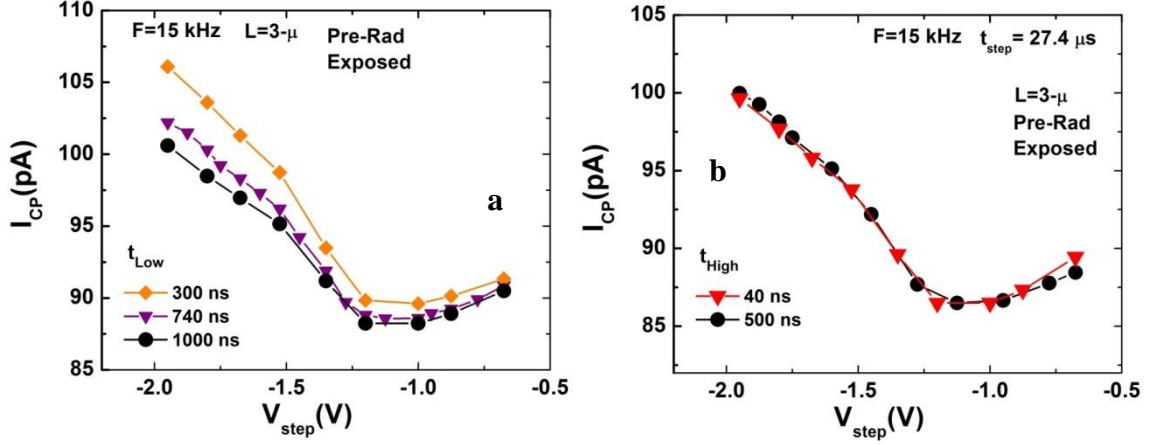 F=15 kHz L=3-μ Pre-Rad
Exposed
a
t_Low
300 ns
740 ns
1000 ns
110
105
100
95
90
85
-2.0 -1.5 -1.0 -0.5
I_CP(pA)
V_step(V)
F=15 kHz t_step = 27.4 μs
L=3-μ
Pre-Rad
Exposed
b
t_High
40 ns
500 ns
105
100
95
90
85
-2.0 -1.5 -1.0 -0.5
I_CP(pA)
V_step(V)